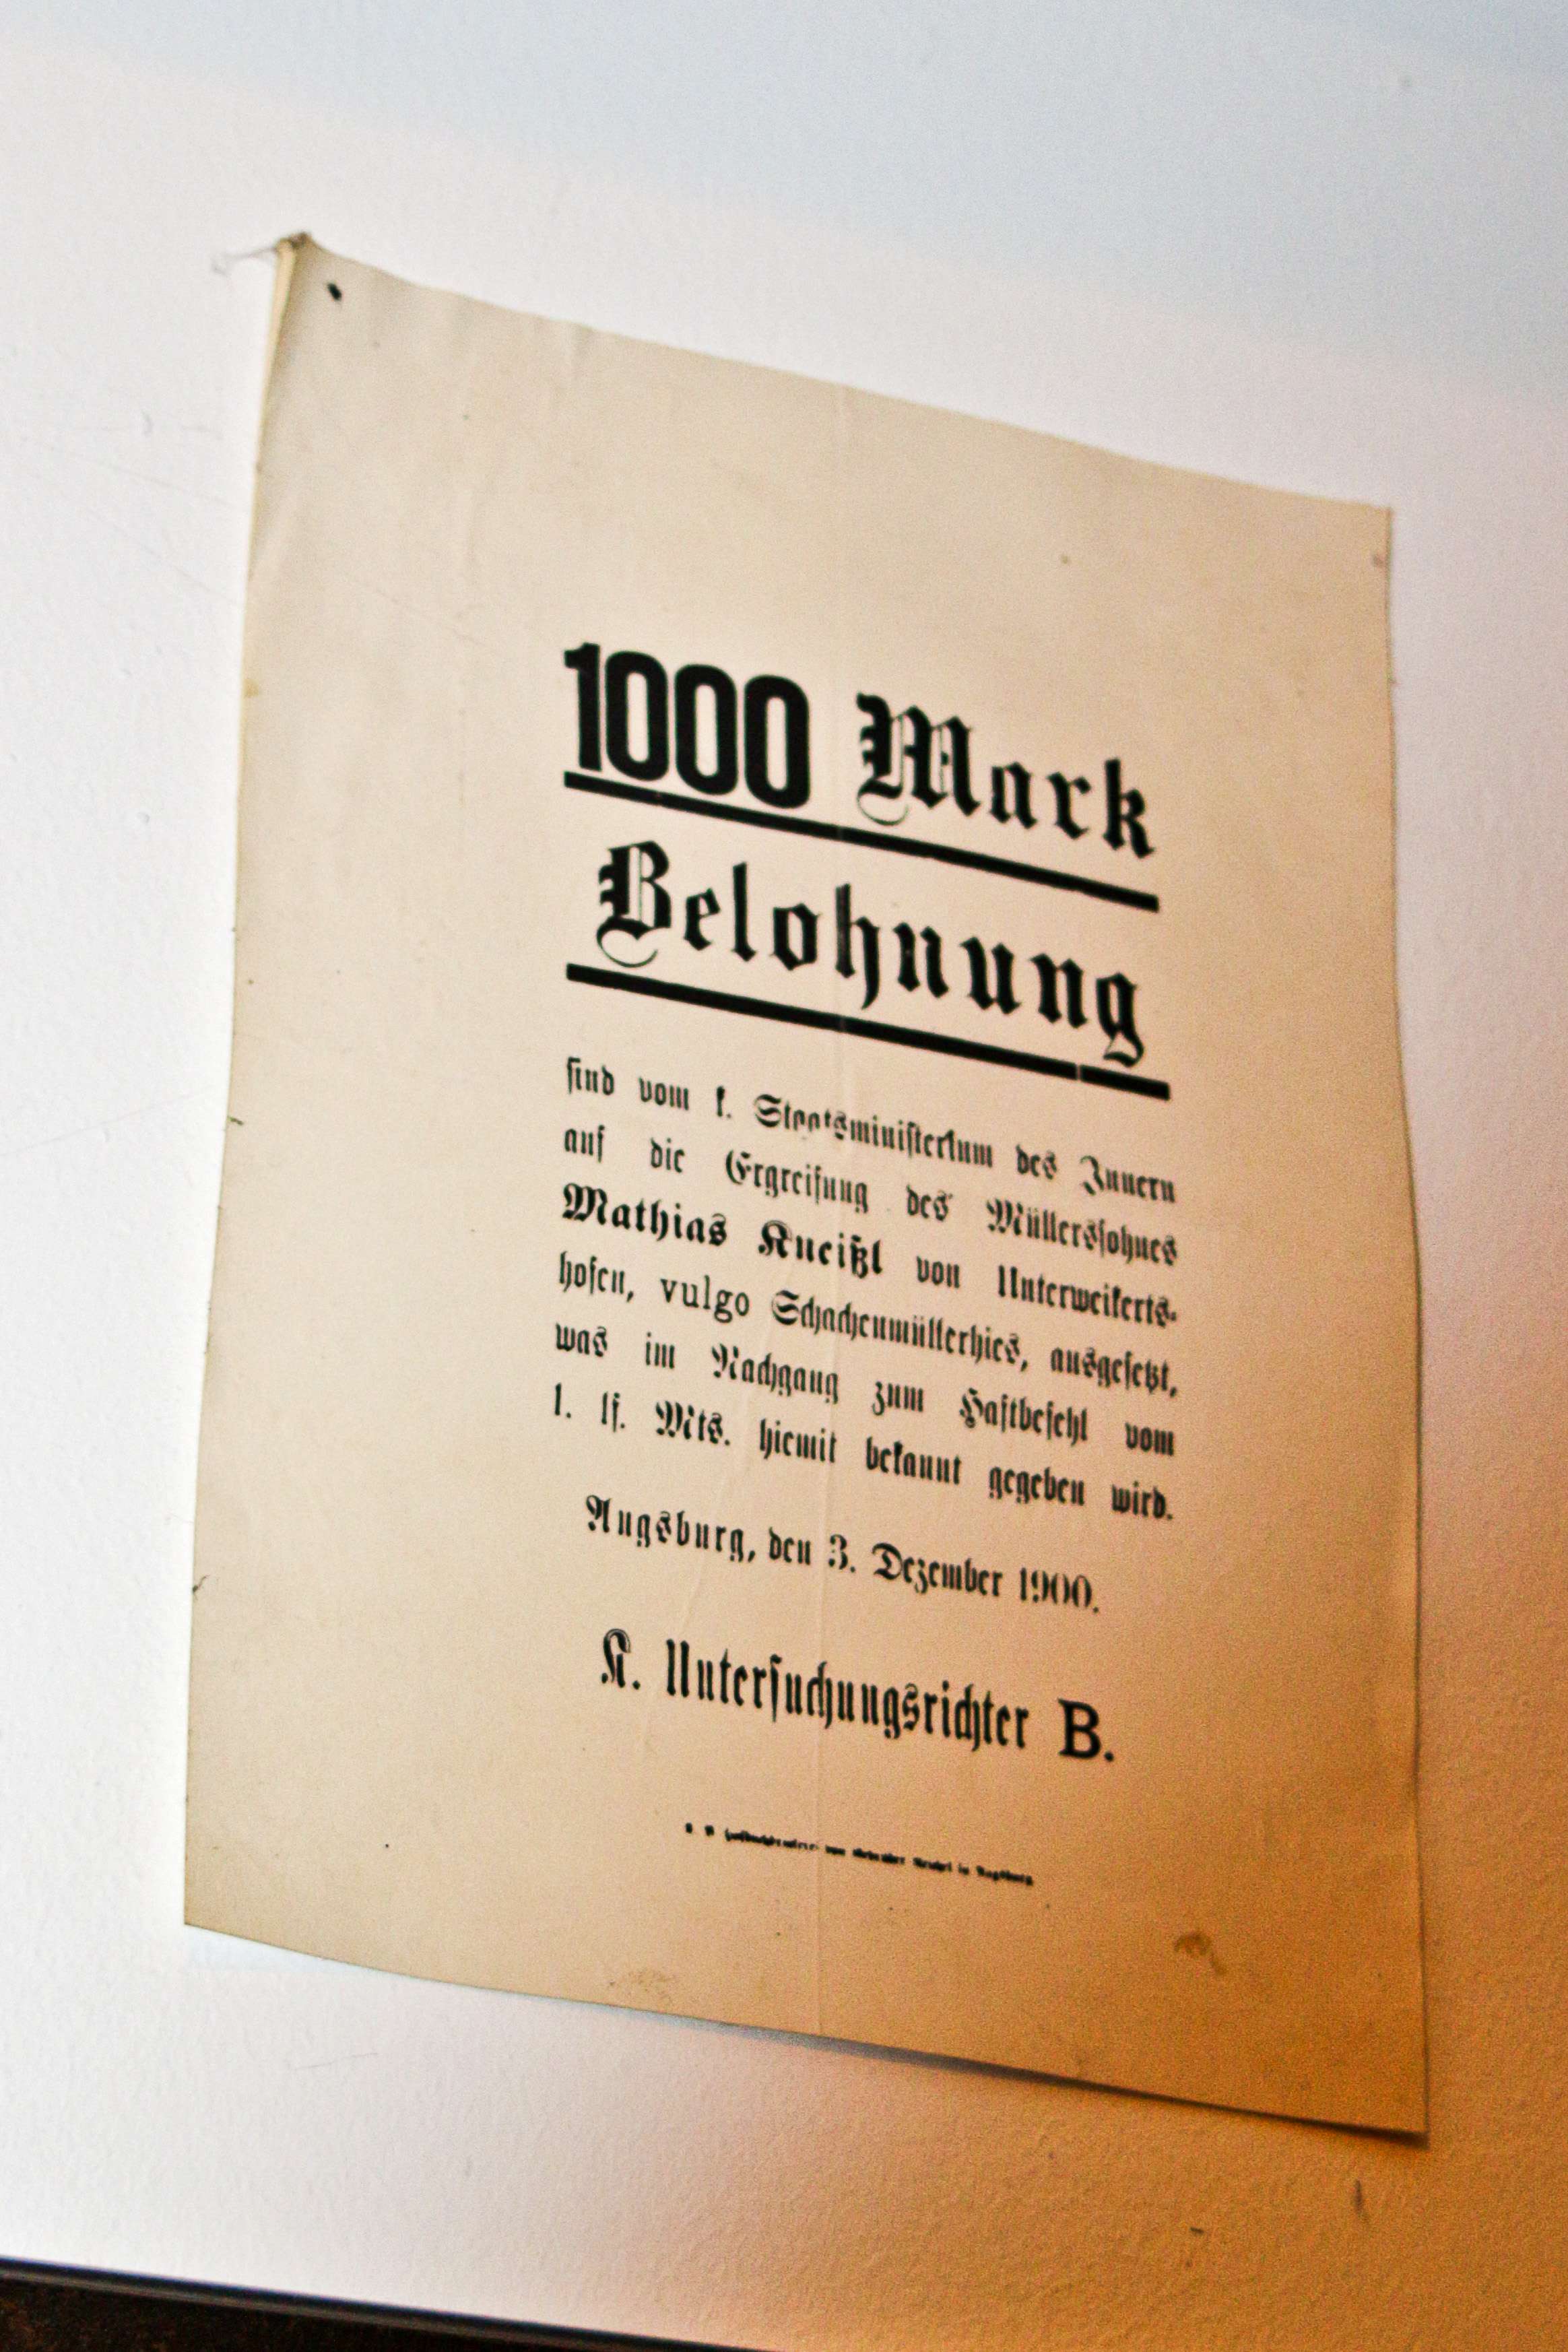 1000 Mark
Belohnung
sind vom k. Staatsministerium des Innern
auf die Ergreifung des Müllerssohnes
Mathias Kneißl von Unterweikerts-
hofen, vulgo Schachenmüllerhies, ausgesetzt,
was im Nachgang zum Haftbefehl vom
1. lf. Mts. hiemit bekannt gegeben wird.
Augsburg, den 3. Dezember 1900.
K. Untersuchungsrichter B.